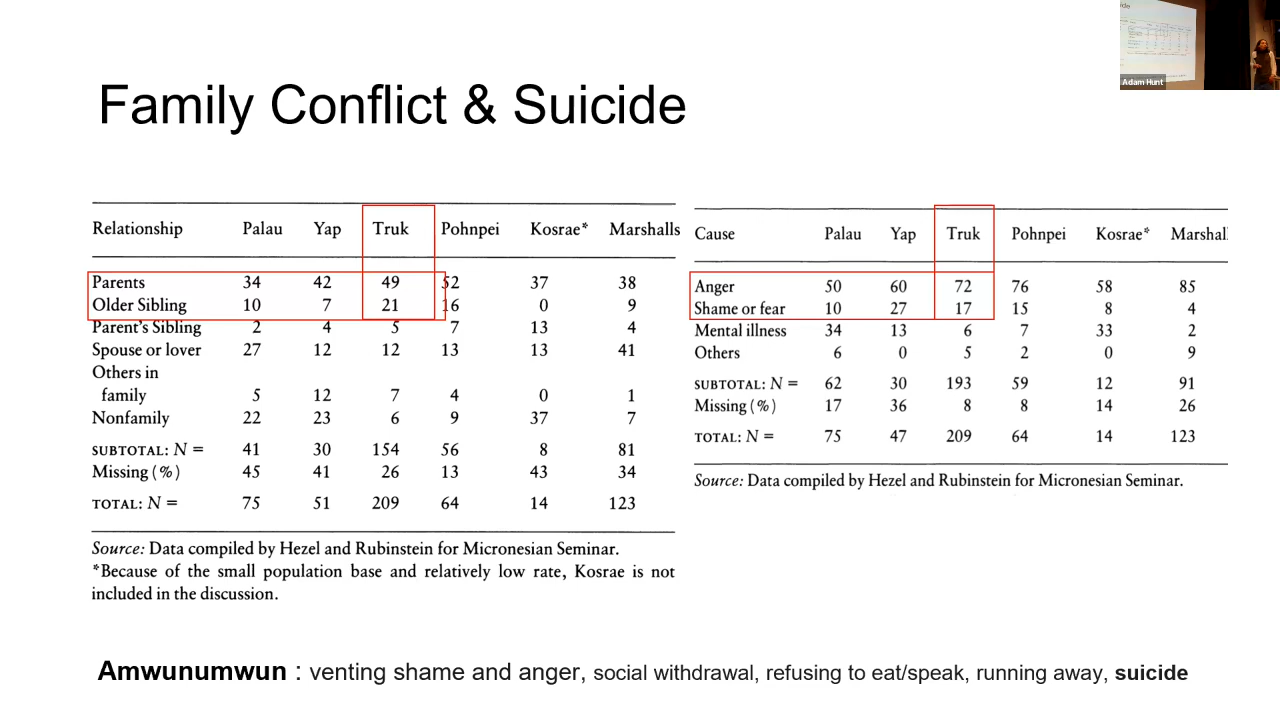 ide
Adam Hunt
Family Conflict & Suicide
Relationship Palau Yap Truk Pohnpei Kosrae* Marshalls
Parents 34 42 49 52 37 38
Older Sibling 10 7 21 16 0 9
Parent's Sibling 2 4 5 7 13 4
Spouse or lover 27 12 12 13 13 41
Others in
family 5 12 7 4 0 1
Nonfamily 22 23 6 9 37 7
SUBTOTAL: N = 41 30 154 56 8 81
Missing (%) 45 41 26 13 43 34
TOTAL: N = 75 51 209 64 14 123
Source: Data compiled by Hezel and Rubinstein for Micronesian Seminar.
*Because of the small population base and relatively low rate, Kosrae is not
included in the discussion.
Cause Palau Yap Truk Pohnpei Kosrae* Marshal
Anger 50 60 72 76 58 85
Shame or fear 10 27 17 15 8 4
Mental illness 34 13 6 7 33 2
Others 6 0 5 2 0 9
SUBTOTAL: N = 62 30 193 59 12 91
Missing (%) 17 36 8 8 14 26
TOTAL: N = 75 47 209 64 14 123
Source: Data compiled by Hezel and Rubinstein for Micronesian Seminar.
Amwunumwun : venting shame and anger, social withdrawal, refusing to eat/speak, running away, suicide